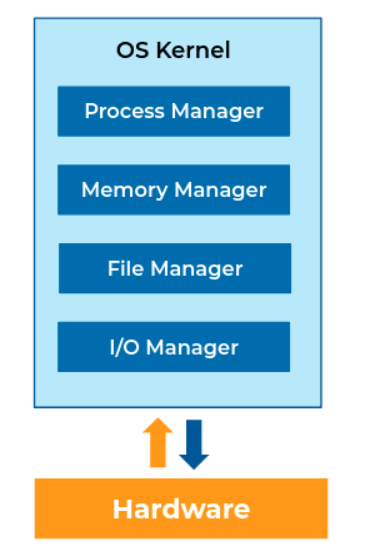 OS Kernel
Process Manager
Memory Manager
File Manager
I/O Manager
Hardware